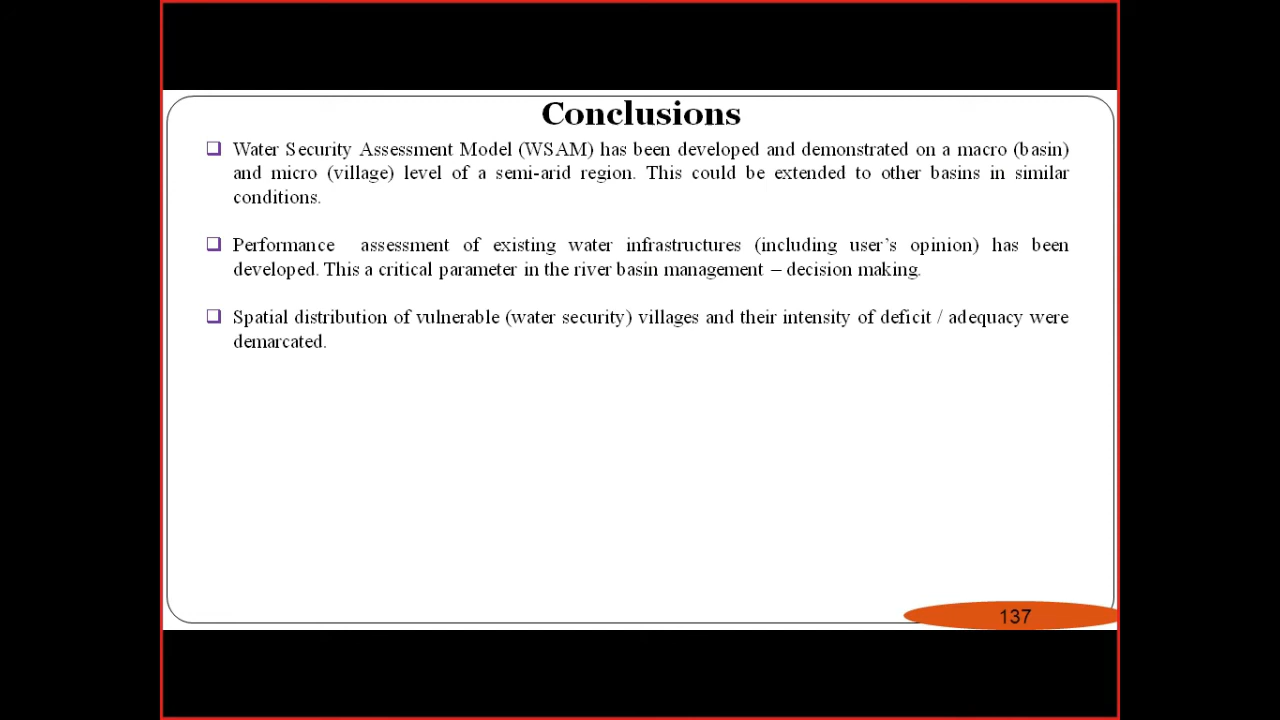 Conclusions
Water Security Assessment Model (WSAM) has been developed and demonstrated on a macro (basin)
and micro (village) level of a semi-arid region. This could be extended to other basins in similar
conditions.
Performance assessment of existing water infrastructures (including user’s opinion) has been
developed. This a critical parameter in the river basin management – decision making.
Spatial distribution of vulnerable (water security) villages and their intensity of deficit / adequacy were
demarcated.
137